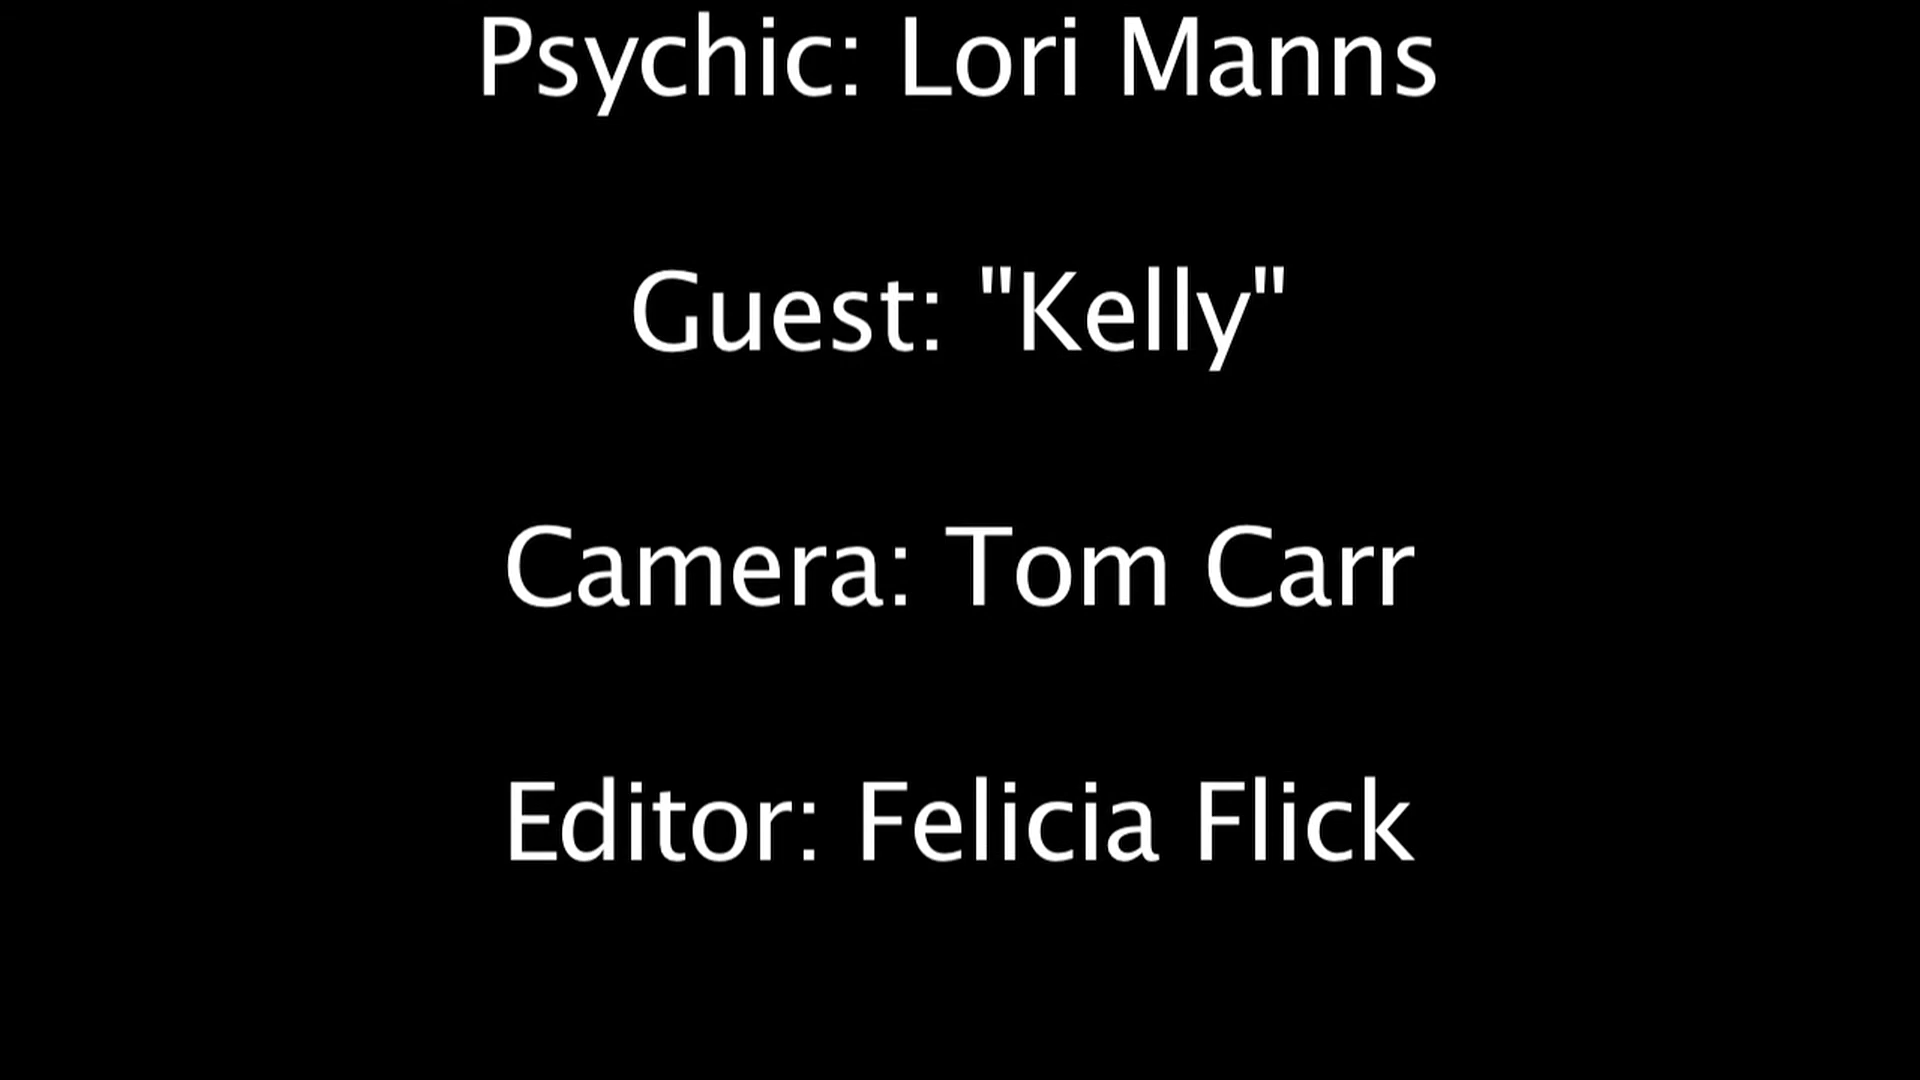 Psychic: Lori Manns
Guest: "Kelly"
Camera: Tom Carr
Editor: Felicia Flick